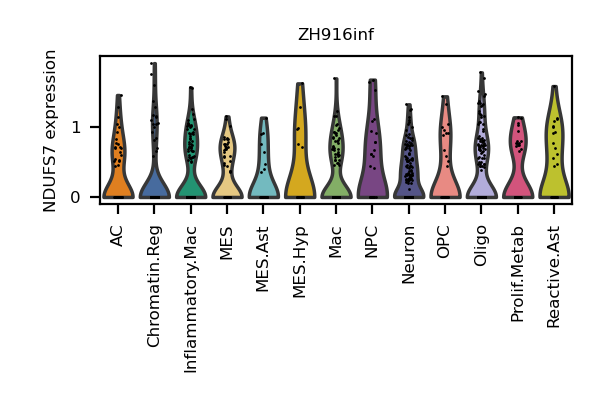 ZH916inf
NDUFS7 expression
1
0
AC
Chromatin.Reg
Inflammatory.Mac
MES
MES.Ast
MES.Hyp
Mac
NPC
Neuron
OPC
Oligo
Prolif.Metab
Reactive.Ast